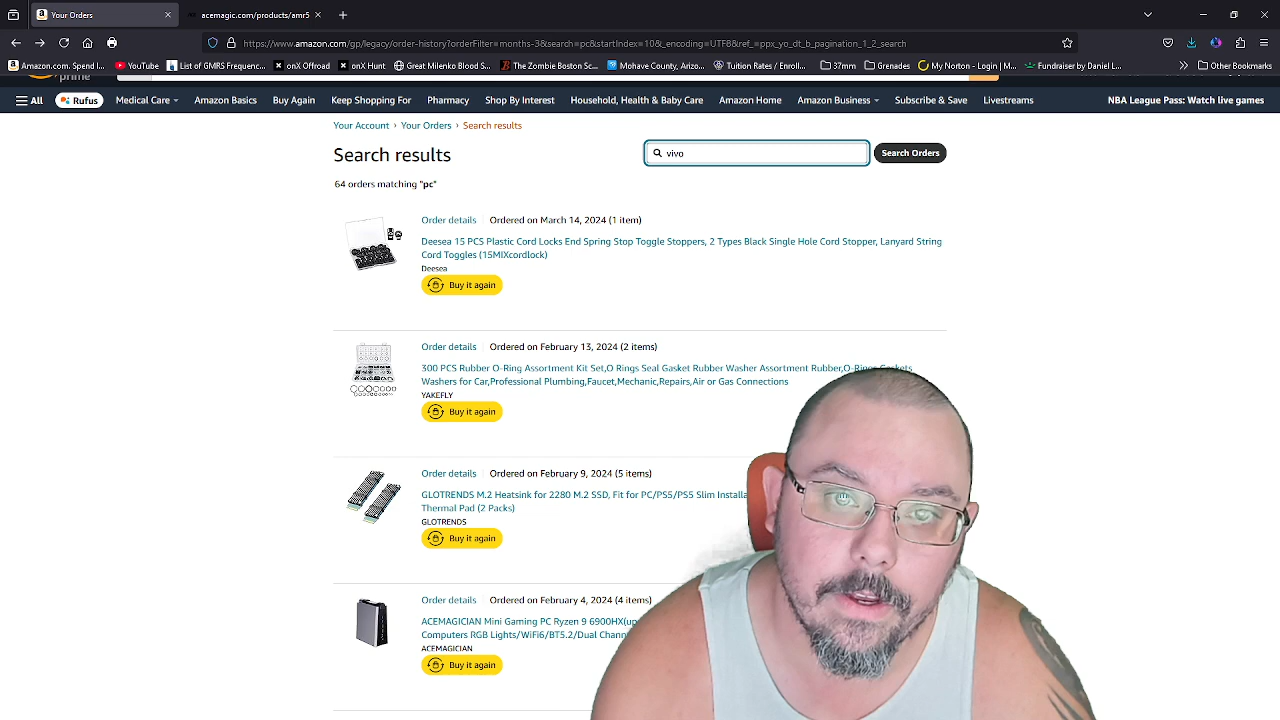 Your Orders
acemagic.com/products/amr5
https://www.amazon.com/gp/legacy/order-history?orderFilter=months-3&search=pc&startIndex=10&_encoding=UTF8&ref_=ppx_yo_dt_b_pagination_1_2_search
Amazon.com. Spend l...
YouTube
List of GMRS Frequenc...
onX Offroad
onX Hunt
Great Milenko Blood S...
The Zombie Boston Sc...
Mohave County, Arizo...
Tuition Rates / Enroll...
37mm
Grenades
My Norton - Login | M...
Fundraiser by Daniel L...
Other Bookmarks
prime
All
Rufus
Medical Care
Amazon Basics
Buy Again
Keep Shopping For
Pharmacy
Shop By Interest
Household, Health & Baby Care
Amazon Home
Amazon Business
Subscribe & Save
Livestreams
NBA League Pass: Watch live games
Your Account › Your Orders › Search results
Search results
vivo
Search Orders
64 orders matching "pc"
Order details Ordered on March 14, 2024 (1 item)
Deesea 15 PCS Plastic Cord Locks End Spring Stop Toggle Stoppers, 2 Types Black Single Hole Cord Stopper, Lanyard String
Cord Toggles (15MIXcordlock)
Deesea
Buy it again
Order details Ordered on February 13, 2024 (2 items)
300 PCS Rubber O-Ring Assortment Kit Set,O Rings Seal Gasket Rubber Washer Assortment Rubber,O-Rings Gaskets
Washers for Car,Professional Plumbing,Faucet,Mechanic,Repairs,Air or Gas Connections
YAKEFLY
Buy it again
Order details Ordered on February 9, 2024 (5 items)
GLOTRENDS M.2 Heatsink for 2280 M.2 SSD, Fit for PC/PS5/PS5 Slim Installa
Thermal Pad (2 Packs)
GLOTRENDS
Buy it again
Order details Ordered on February 4, 2024 (4 items)
ACEMAGICIAN Mini Gaming PC Ryzen 9 6900HX(up
Computers RGB Lights/WiFi6/BT5.2/Dual Chann
ACEMAGICIAN
Buy it again